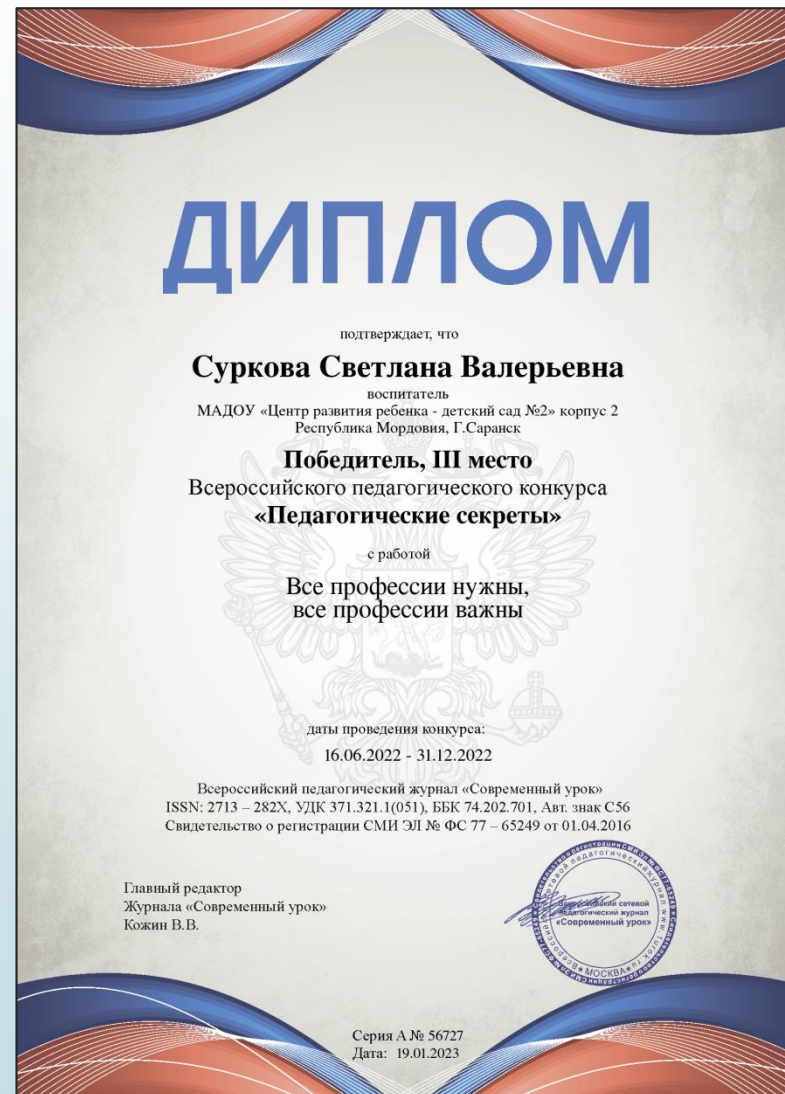 ДИПЛОМ
подтверждает, что
Суркова Светлана Валерьевна
воспитатель
МАДОУ «Центр развития ребенка - детский сад №2» корпус 2
Республика Мордовия, Г.Саранск
Победитель, III место
Всероссийского педагогического конкурса
«Педагогические секреты»
с работой
Все профессии нужны,
все профессии важны
даты проведения конкурса:
16.06.2022 - 31.12.2022
Всероссийский педагогический журнал «Современный урок»
ISSN: 2713 – 282X, УДК 371.321.1(051), ББК 74.202.701, Авт. знак С56
Свидетельство о регистрации СМИ ЭЛ № ФС 77 – 65249 от 01.04.2016
Главный редактор
Журнала «Современный урок»
Кожин В.В.
Всероссийский сетевой
педагогический журнал
«Современный урок»
МОСКВА
Серия А № 56727
Дата: 19.01.2023